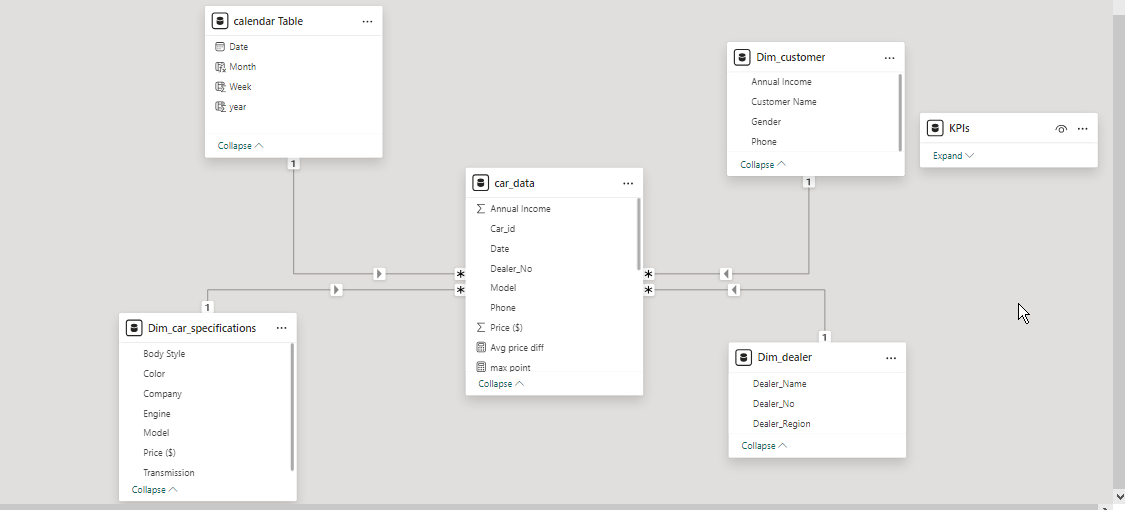 calendar Table
Date
Month
Week
year
Collapse
1
Dim_customer
Annual Income
Customer Name
Gender
Phone
Collapse
1
KPIs
Expand
car_data
Σ Annual Income
Car_id
Date
Dealer_No
Model
Phone
Σ Price ($)
Avg price diff
max point
Collapse
*
*
*
*
1
Dim_car_specifications
Body Style
Color
Company
Engine
Model
Price ($)
Transmission
Collapse
1
Dim_dealer
Dealer_Name
Dealer_No
Dealer_Region
Collapse